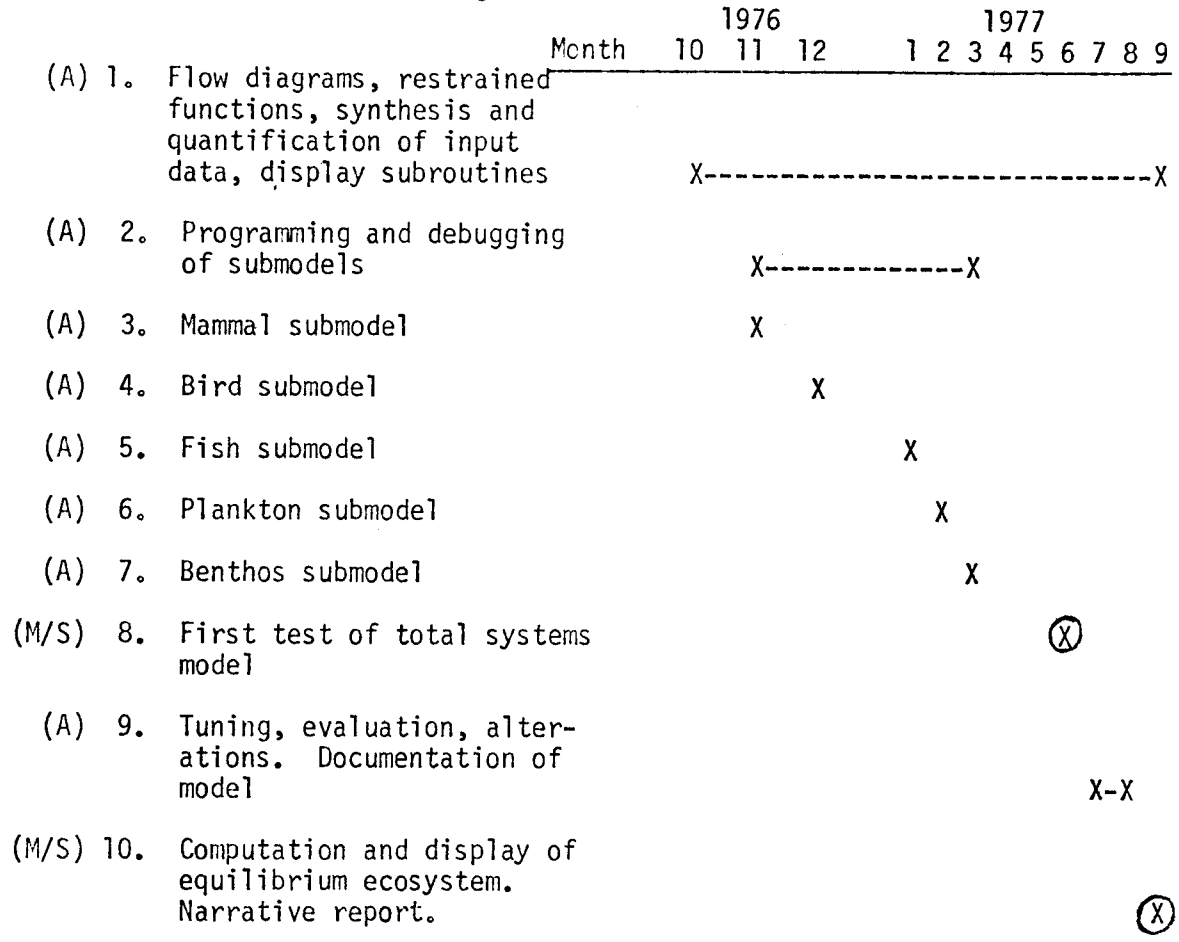 1976 1977
Month 10 11 12 1 2 3 4 5 6 7 8 9
(A) 1. Flow diagrams, restrained
functions, synthesis and
quantification of input
data, display subroutines X------------------------------X
(A) 2. Programming and debugging
of submodels X--------------X
(A) 3. Mammal submodel X
(A) 4. Bird submodel X
(A) 5. Fish submodel X
(A) 6. Plankton submodel X
(A) 7. Benthos submodel X
(M/S) 8. First test of total systems Ⓧ
model
(A) 9. Tuning, evaluation, alter-
ations. Documentation of
model X-X
(M/S) 10. Computation and display of
equilibrium ecosystem.
Narrative report. Ⓧ